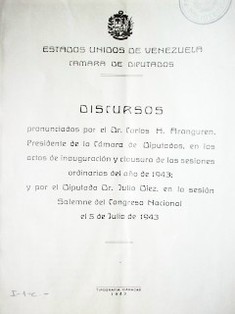 ESTADOS UNIDOS DE VENEZUELA
CAMARA DE DIPUTADOS
DISCURSOS
pronunciados por el Dr. Carlos M. Aranguren,
Presidente de la Cámara de Diputados, en los
actos de inauguración y clausura de las sesiones
ordinarias del año de 1943;
y por el Diputado Dr. Julio Diez, en la sesión
Solemne del Congreso Nacional
el 5 de Julio de 1943
TIPOGRAFIA
1943